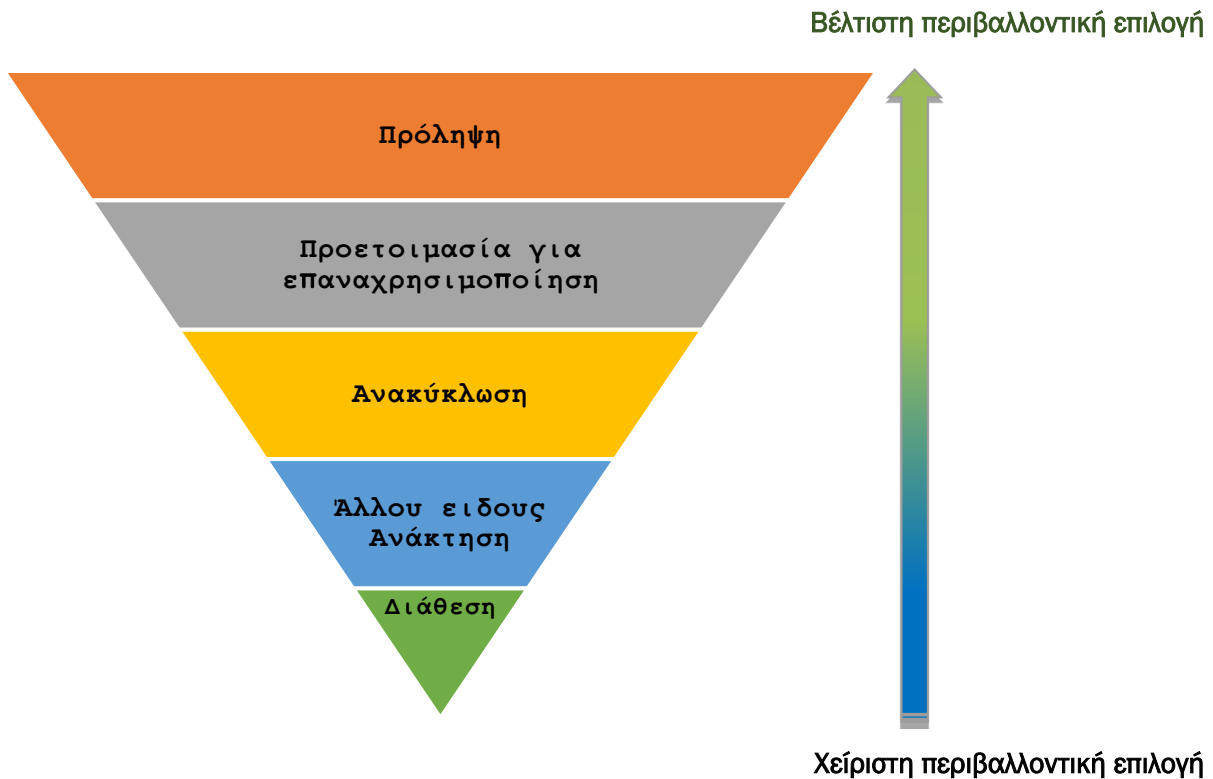 Βέλτιστη περιβαλλοντική επιλογή
Πρόληψη
Προετοιμασία για
επαναχρησιμοποίηση
Ανακύκλωση
Άλλου ειδους
Ανάκτηση
Διάθεση
Χείριστη περιβαλλοντική επιλογή